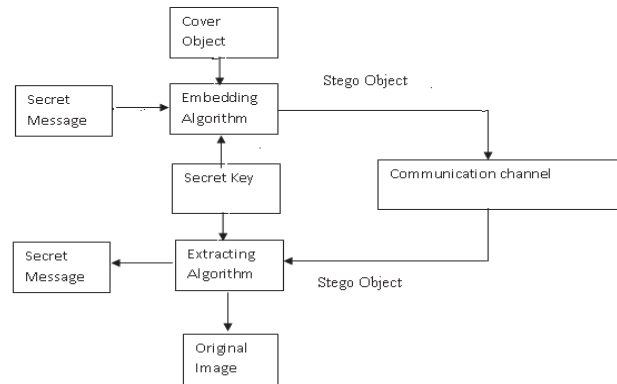 Cover
Object
Stego Object
Secret
Message
Embedding
Algorithm
Secret Key
Communication channel
Secret
Message
Extracting
Algorithm
Stego Object
Original
Image